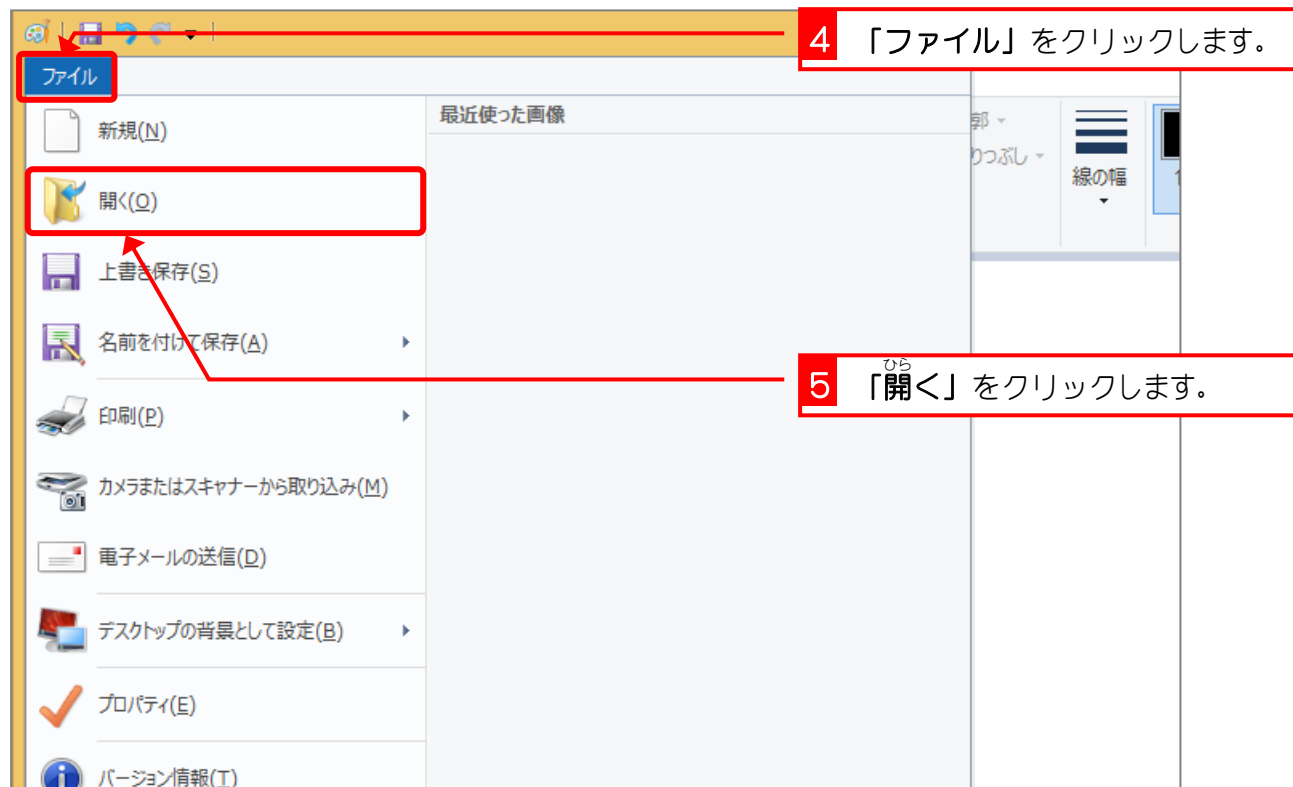 4 「ファイル」をクリックします。
ファイル
最近使った画像
新規(N)
開く(O)
上書き保存(S)
名前を付けて保存(A)
印刷(P)
カメラまたはスキャナーから取り込み(M)
電子メールの送信(D)
デスクトップの背景として設定(B)
プロパティ(E)
バージョン情報(T)
郭
りつぶし
線の幅
ひら
5 「開く」をクリックします。